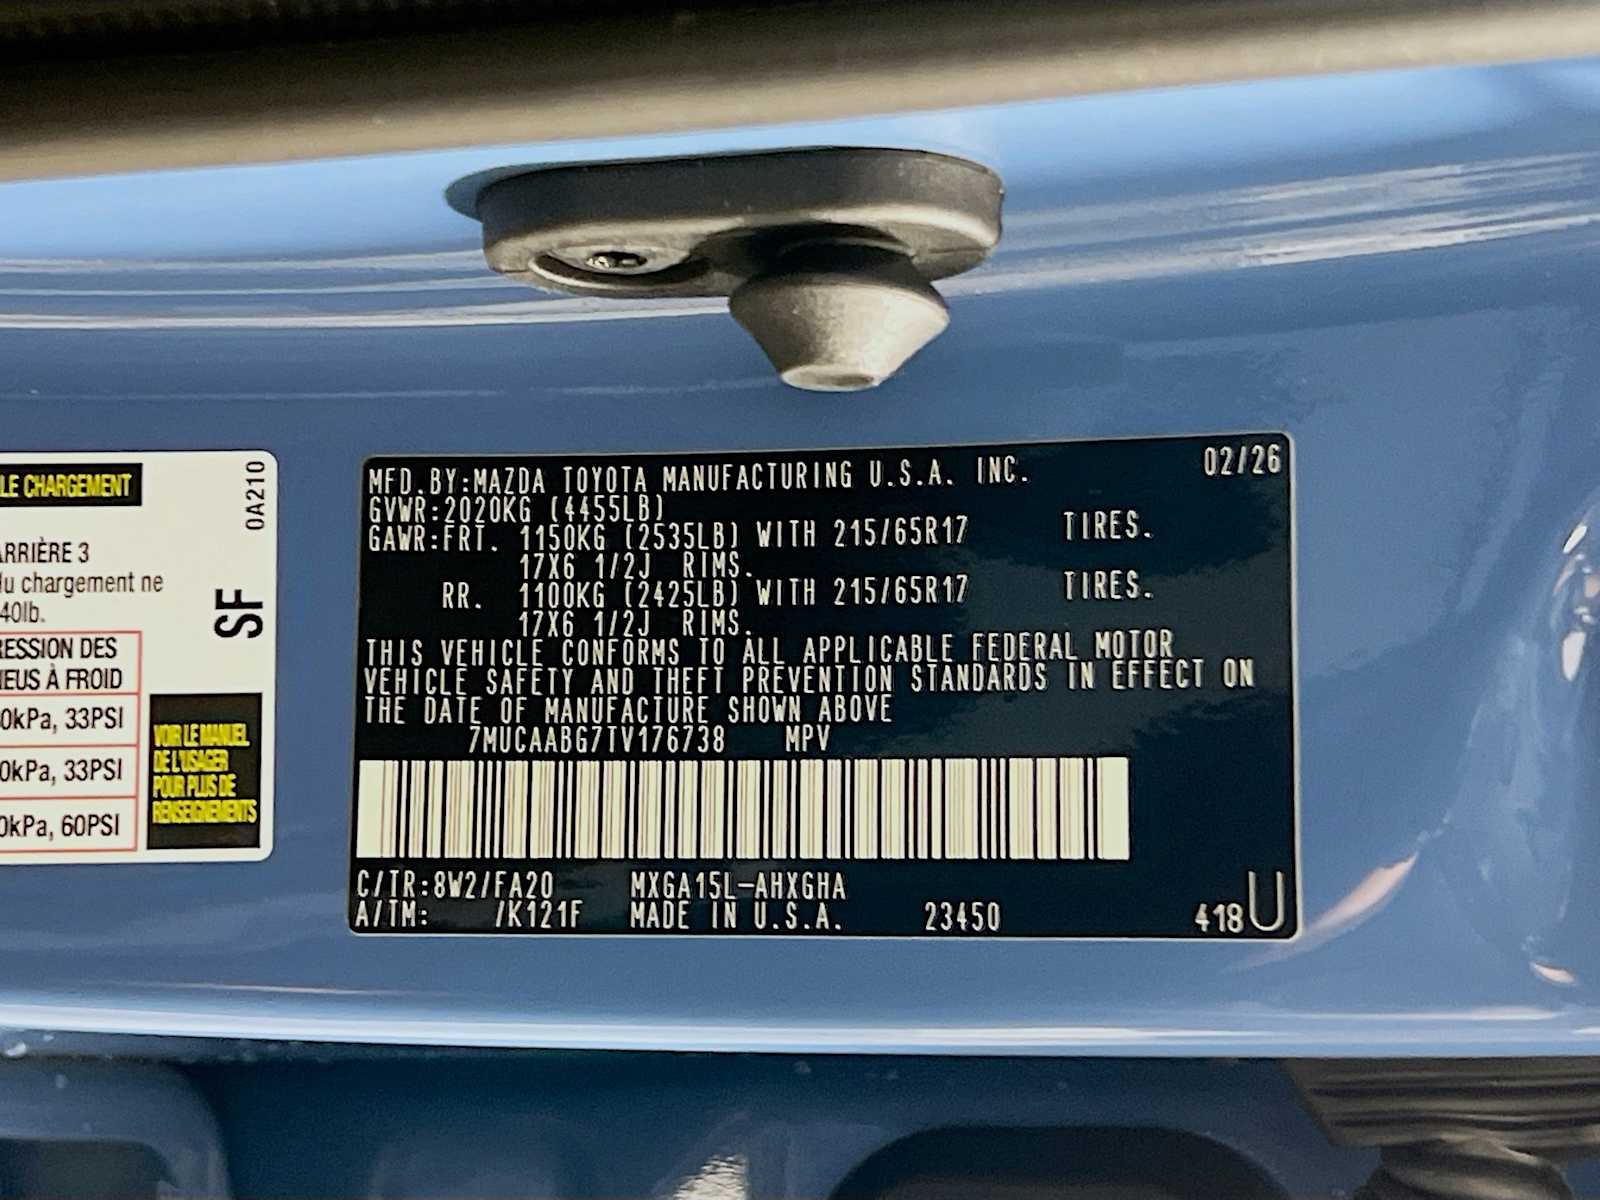 LE CHARGEMENT
0A210
ARRIÈRE 3
du chargement ne
40lb.
SF
RESSION DES
NEUS À FROID
0kPa, 33PSI
0kPa, 33PSI
0kPa, 60PSI
VOIR LE MANUEL
DE L'USAGER
POUR PLUS DE
RENSEIGNEMENTS
MFD.BY:MAZDA TOYOTA MANUFACTURING U.S.A. INC. 02/26
GVWR:2020KG (4455LB)
GAWR:FRT. 1150KG (2535LB) WITH 215/65R17 TIRES.
17X6 1/2J RIMS.
RR. 1100KG (2425LB) WITH 215/65R17 TIRES.
17X6 1/2J RIMS.
THIS VEHICLE CONFORMS TO ALL APPLICABLE FEDERAL MOTOR
VEHICLE SAFETY AND THEFT PREVENTION STANDARDS IN EFFECT ON
THE DATE OF MANUFACTURE SHOWN ABOVE
7MUCAABG7TV176738 MPV
C/TR:8W2/FA20 MXGA15L-AHXGHA
A/TM: /K121F MADE IN U.S.A. 23450 418U